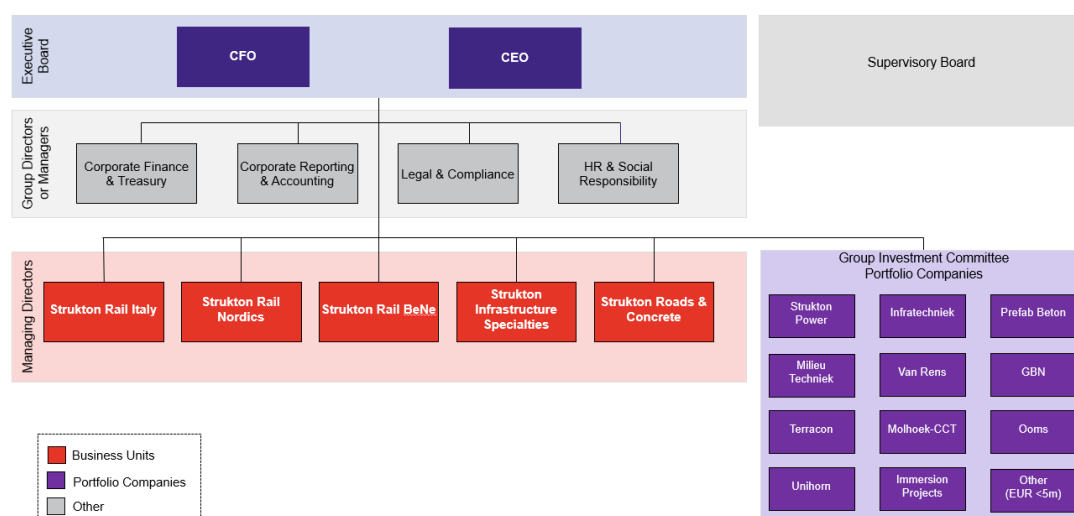 Executive
Board
CFO
CEO
Supervisory Board
Group Directors
or Managers
Corporate Finance
& Treasury
Corporate Reporting
& Accounting
Legal & Compliance
HR & Social
Responsibility
Managing Directors
Strukton Rail Italy
Strukton Rail
Nordics
Strukton Rail BeNe
Strukton
Infrastructure
Specialties
Strukton Roads &
Concrete
Group Investment Committee
Portfolio Companies
Strukton
Power
Infratechniek
Prefab Beton
Milieu
Techniek
Van Rens
GBN
Terracon
Molhoek-CCT
Ooms
Unihorn
Immersion
Projects
Other
(EUR <5m)
Business Units
Portfolio Companies
Other